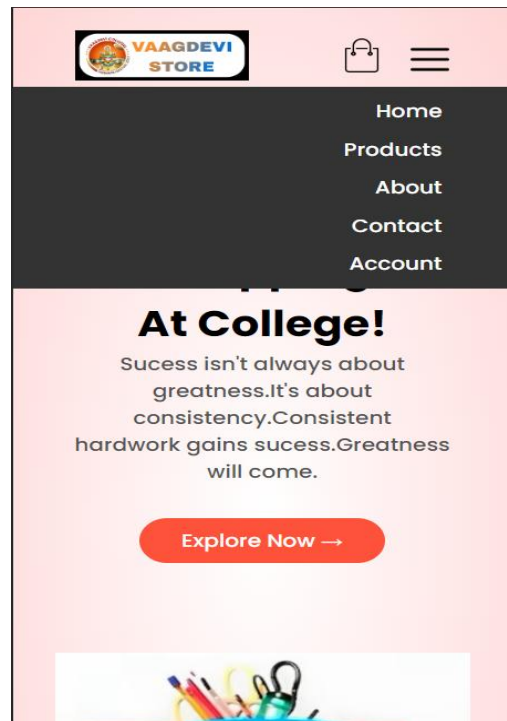 VAAGDEVI
STORE
Home
Products
About
Contact
Account
At College!
Sucess isn't always about
greatness.It's about
consistency.Consistent
hardwork gains sucess.Greatness
will come.
Explore Now →